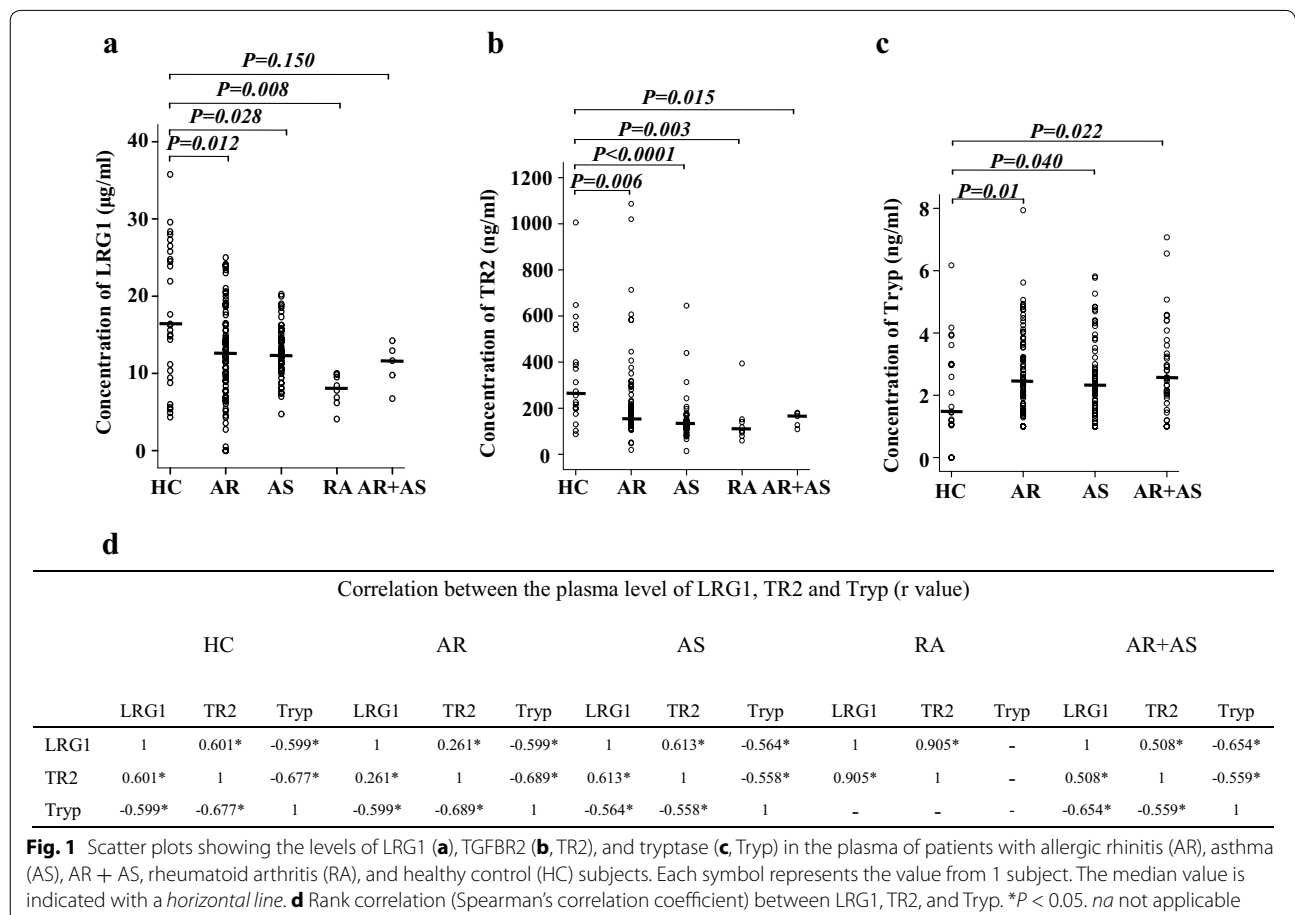 a
P=0.150
P=0.008
P=0.028
P=0.012
Concentration of LRG1 (μg/ml)
40
30
20
10
0
HC AR AS RA AR+AS
b
P=0.015
P=0.003
P<0.0001
P=0.006
Concentration of TR2 (ng/ml)
1200
1000
800
600
400
200
0
HC AR AS RA AR+AS
c
P=0.022
P=0.040
P=0.01
Concentration of Tryp (ng/ml)
8
6
4
2
0
HC AR AS AR+AS
d
Correlation between the plasma level of LRG1, TR2 and Tryp (r value)
HC AR AS RA AR+AS
LRG1 TR2 Tryp LRG1 TR2 Tryp LRG1 TR2 Tryp LRG1 TR2 Tryp LRG1 TR2 Tryp
LRG1 1 0.601* -0.599* 1 0.261* -0.599* 1 0.613* -0.564* 1 0.905* - 1 0.508* -0.654*
TR2 0.601* 1 -0.677* 0.261* 1 -0.689* 0.613* 1 -0.558* 0.905* 1 - 0.508* 1 -0.559*
Tryp -0.599* -0.677* 1 -0.599* -0.689* 1 -0.564* -0.558* 1 - - - -0.654* -0.559* 1
Fig. 1 Scatter plots showing the levels of LRG1 (a), TGFBR2 (b, TR2), and tryptase (c, Tryp) in the plasma of patients with allergic rhinitis (AR), asthma
(AS), AR + AS, rheumatoid arthritis (RA), and healthy control (HC) subjects. Each symbol represents the value from 1 subject. The median value is
indicated with a horizontal line. d Rank correlation (Spearman's correlation coefficient) between LRG1, TR2, and Tryp. *P < 0.05. na not applicable